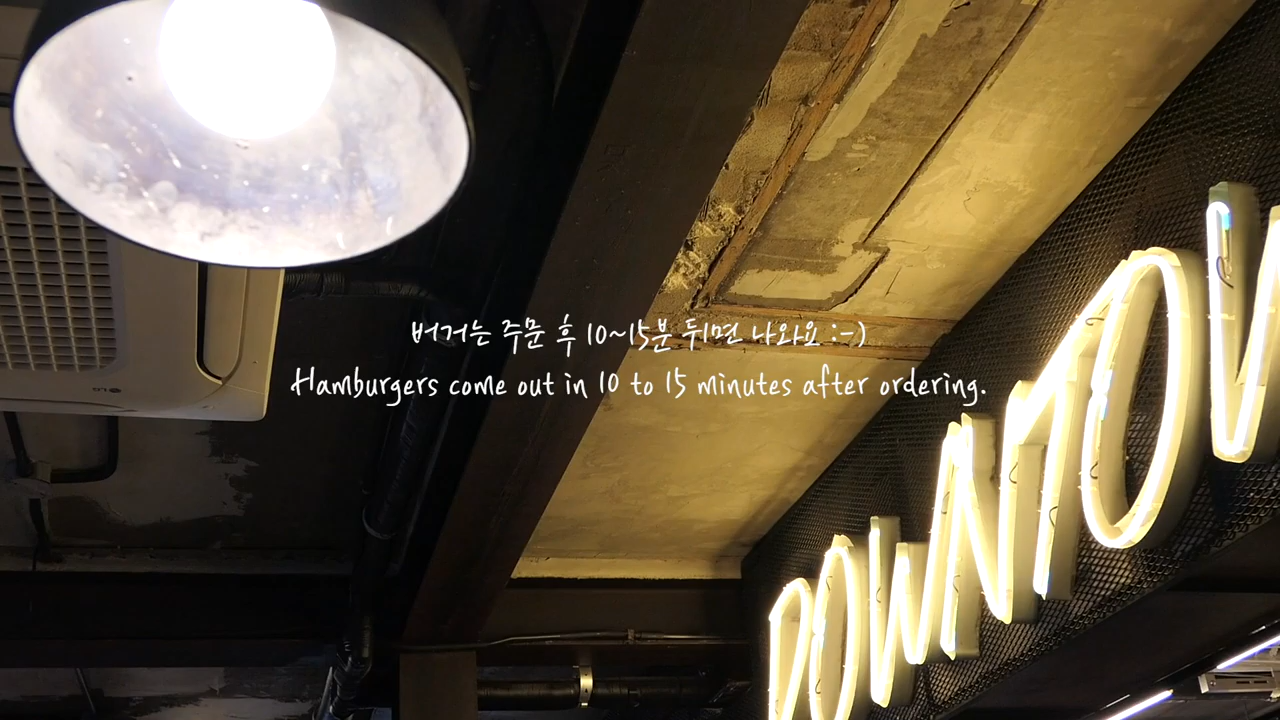 버거는 주문 후 10~15분 뒤면 나와요 :-)
Hamburgers come out in 10 to 15 minutes after ordering.
DOWNTOW
LG